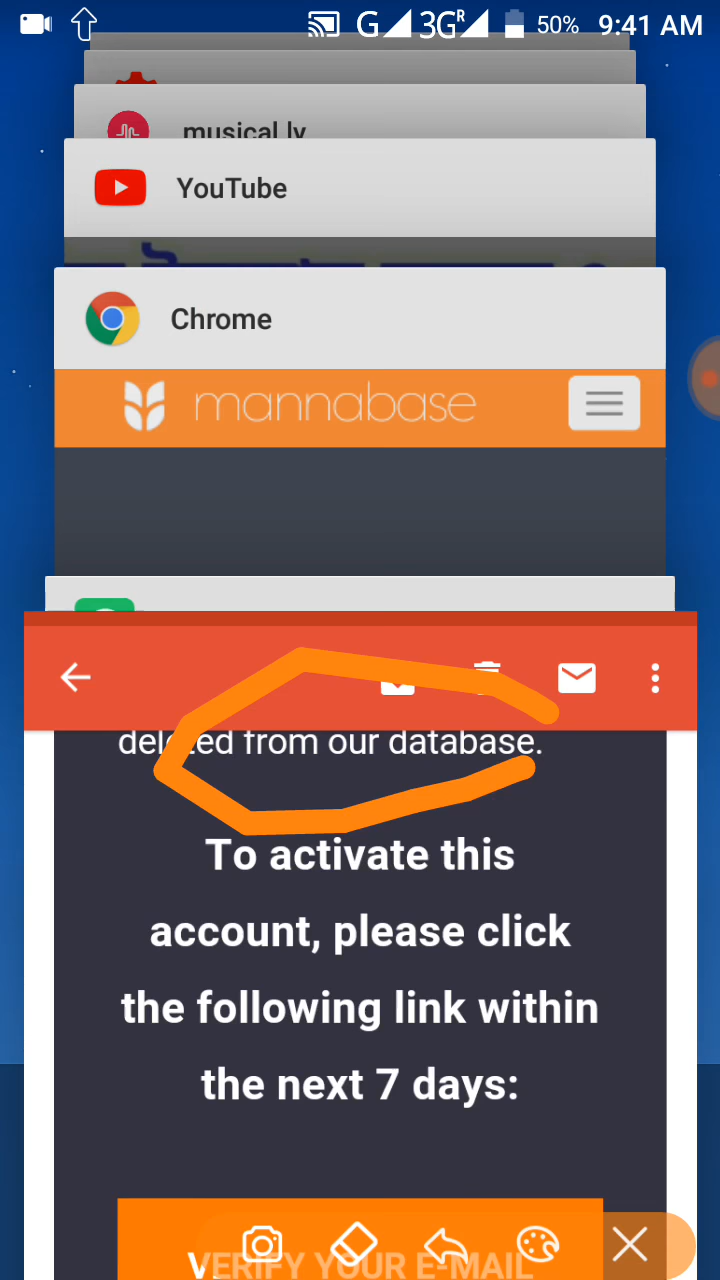 G 3G R 50% 9:41 AM
musical.ly
YouTube
Chrome
mannabase
deleted from our database.
To activate this
account, please click
the following link within
the next 7 days:
VERIFY YOUR E-MAIL